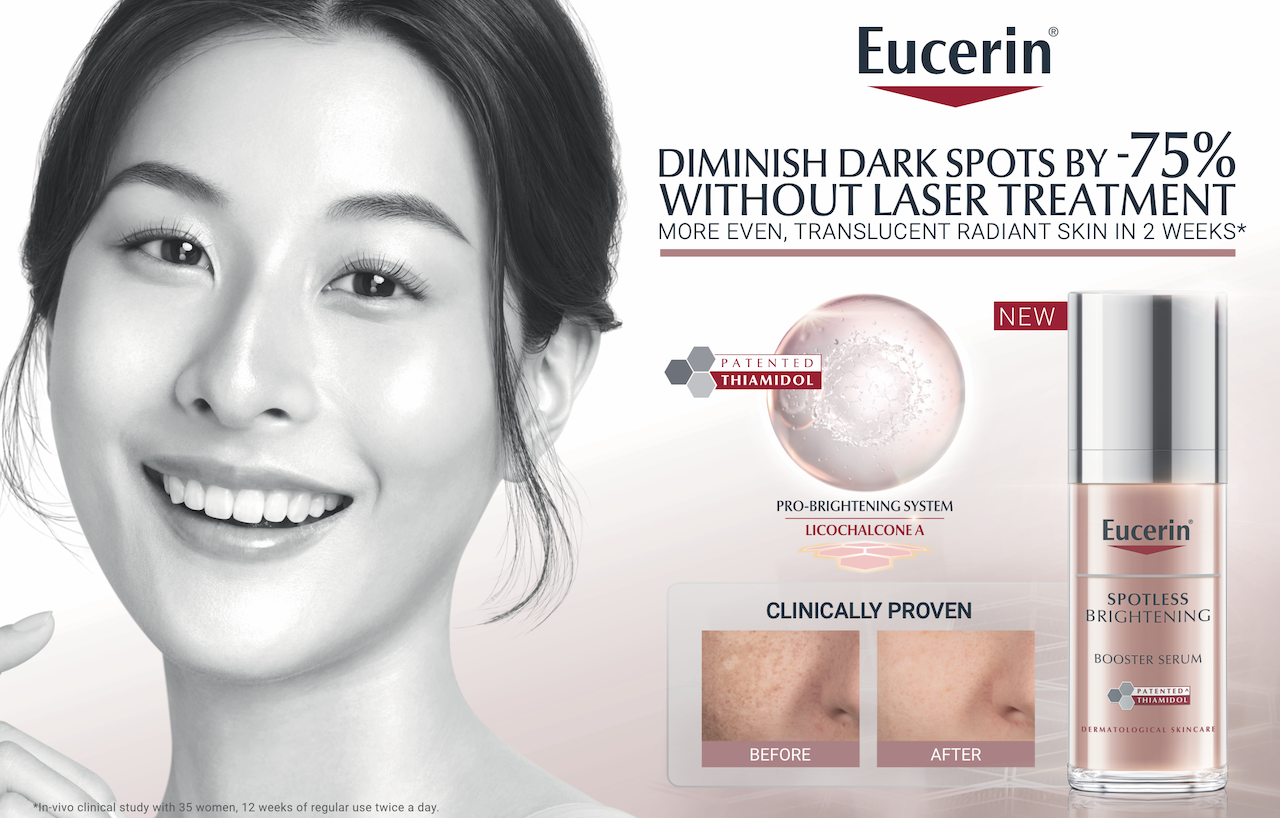 Eucerin®
DIMINISH DARK SPOTS BY -75%
WITHOUT LASER TREATMENT
MORE EVEN, TRANSLUCENT RADIANT SKIN IN 2 WEEKS*
NEW
PATENTED
THIAMIDOL
PRO-BRIGHTENING SYSTEM
LICOCHALCONE A
CLINICALLY PROVEN
BEFORE
AFTER
Eucerin®
SPOTLESS
BRIGHTENING
BOOSTER SERUM
PATENTED^
THIAMIDOL
DERMATOLOGICAL SKINCARE
*In-vivo clinical study with 35 women, 12 weeks of regular use twice a day.